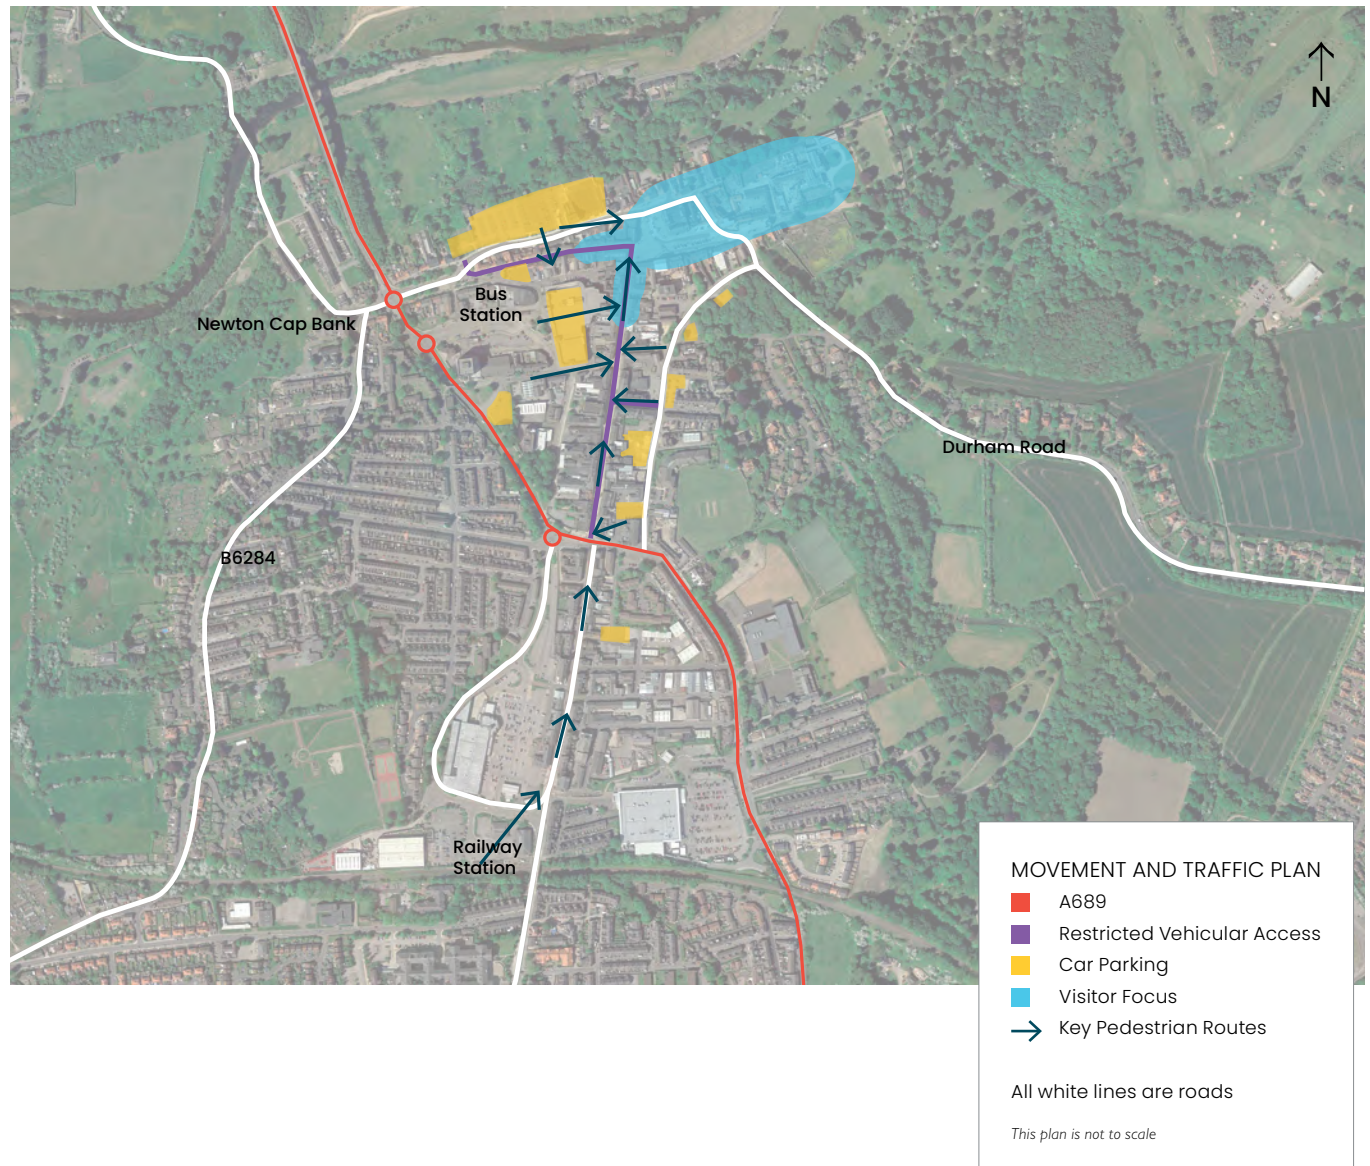 N
Bus
Station
Newton Cap Bank
Durham Road
B6284
Railway
Station
MOVEMENT AND TRAFFIC PLAN
A689
Restricted Vehicular Access
Car Parking
Visitor Focus
Key Pedestrian Routes
All white lines are roads
This plan is not to scale